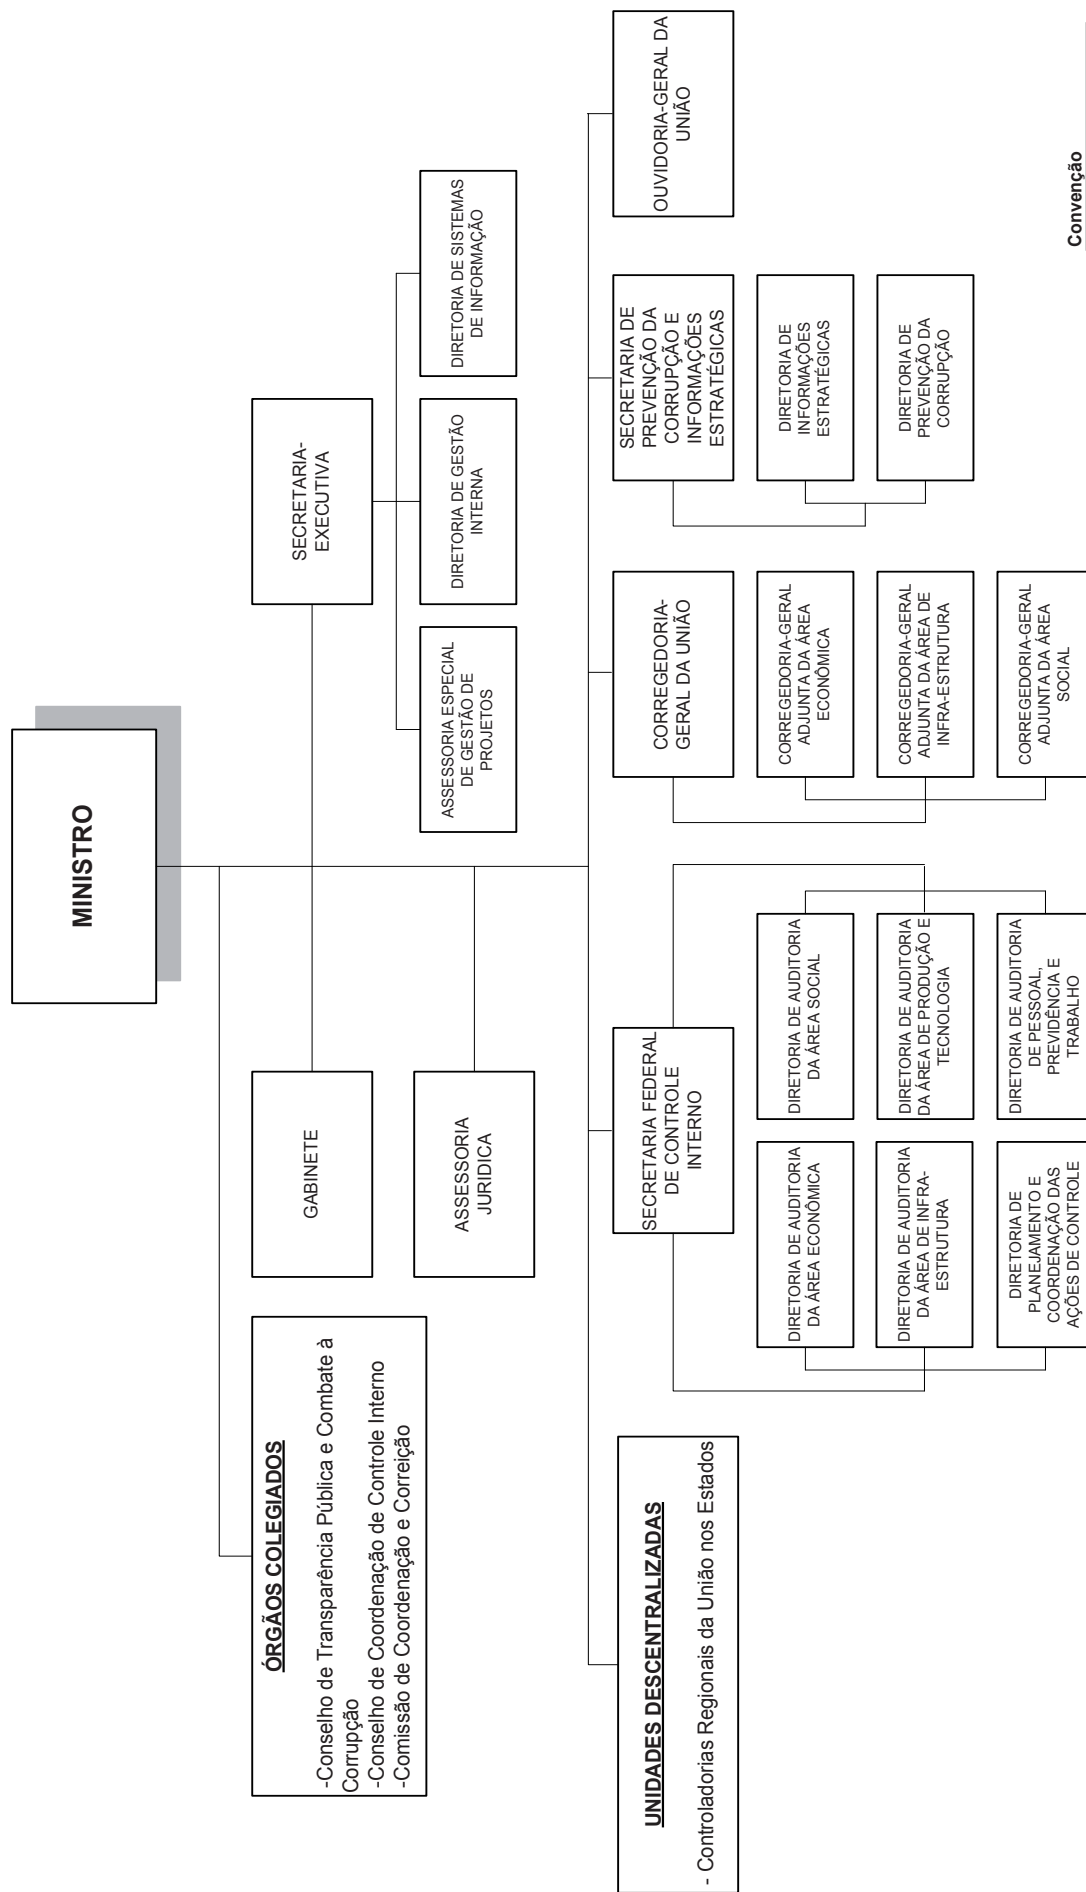 MINISTRO
ÓRGÃOS COLEGIADOS
-Conselho de Transparência Pública e Combate à
Corrupção
-Conselho de Coordenação de Controle Interno
-Comissão de Coordenação e Correição
GABINETE
SECRETARIA-
EXECUTIVA
ASSESSORIA
JURIDICA
ASSESSORIA ESPECIAL
DE GESTÃO DE
PROJETOS
DIRETORIA DE GESTÃO
INTERNA
DIRETORIA DE SISTEMAS
DE INFORMAÇÃO
UNIDADES DESCENTRALIZADAS
- Controladorias Regionais da União nos Estados
SECRETARIA FEDERAL
DE CONTROLE
INTERNO
DIRETORIA DE AUDITORIA
DA ÁREA ECONÔMICA
DIRETORIA DE AUDITORIA
DA ÁREA SOCIAL
DIRETORIA DE AUDITORIA
DA ÁREA DE INFRA-
ESTRUTURA
DIRETORIA DE AUDITORIA
DA ÁREA DE PRODUÇÃO E
TECNOLOGIA
DIRETORIA DE
PLANEJAMENTO E
COORDENAÇÃO DAS
AÇÕES DE CONTROLE
DIRETORIA DE AUDITORIA
DE PESSOAL,
PREVIDÊNCIA E
TRABALHO
CORREGEDORIA-
GERAL DA UNIÃO
CORREGEDORIA-GERAL
ADJUNTA DA ÁREA
ECONÔMICA
CORREGEDORIA-GERAL
ADJUNTA DA ÁREA DE
INFRA-ESTRUTURA
CORREGEDORIA-GERAL
ADJUNTA DA ÁREA
SOCIAL
SECRETARIA DE
PREVENÇÃO DA
CORRUPÇÃO E
INFORMAÇÕES
ESTRATÉGICAS
DIRETORIA DE
INFORMAÇÕES
ESTRATÉGICAS
DIRETORIA DE
PREVENÇÃO DA
CORRUPÇÃO
OUVIDORIA-GERAL DA
UNIÃO
Convenção